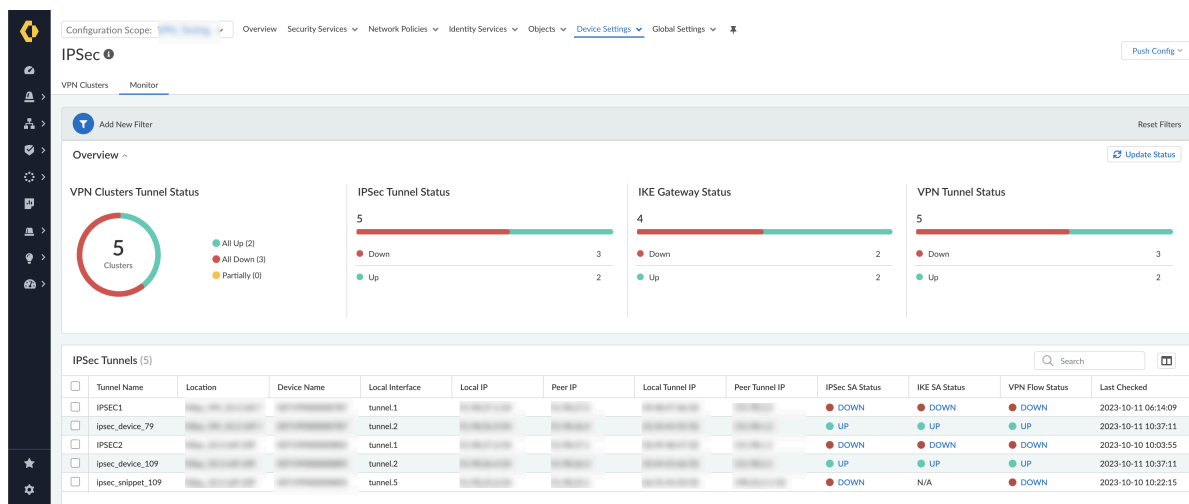 Configuration Scope:
Overview Security Services Network Policies Identity Services Objects Device Settings Global Settings
IPSec
Push Config
VPN Clusters Monitor
Add New Filter Reset Filters
Overview Update Status
VPN Clusters Tunnel Status
5
Clusters
All Up (2)
All Down (3)
Partially (0)
IPSec Tunnel Status
5
Down 3
Up 2
IKE Gateway Status
4
Down 2
Up 2
VPN Tunnel Status
5
Down 3
Up 2
IPSec Tunnels (5) Search
Tunnel Name Location Device Name Local Interface Local IP Peer IP Local Tunnel IP Peer Tunnel IP IPSec SA Status IKE SA Status VPN Flow Status Last Checked
IPSEC1 tunnel.1 DOWN DOWN DOWN 2023-10-11 06:14:09
ipsec_device_79 tunnel.2 UP UP UP 2023-10-11 10:37:11
IPSEC2 tunnel.1 DOWN DOWN DOWN 2023-10-10 10:03:55
ipsec_device_109 tunnel.2 UP UP UP 2023-10-11 10:37:11
ipsec_snippet_109 tunnel.5 DOWN N/A DOWN 2023-10-10 10:22:15